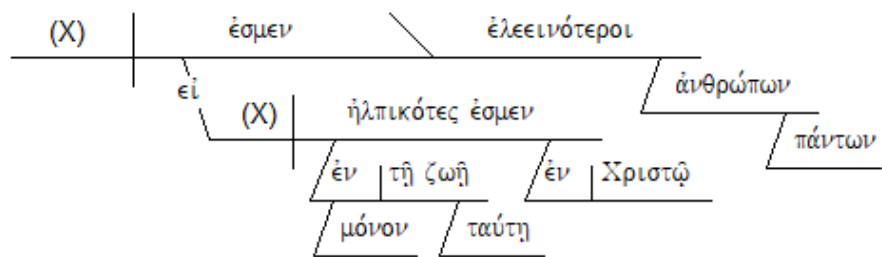 (X) ἐσμεν ἐλεεινότεροι
εἰ ἀνθρώπων
(X) ἠλπικότες ἐσμεν πάντων
ἐν τῇ ζωῇ ἐν Χριστῷ
μόνον ταύτῃ